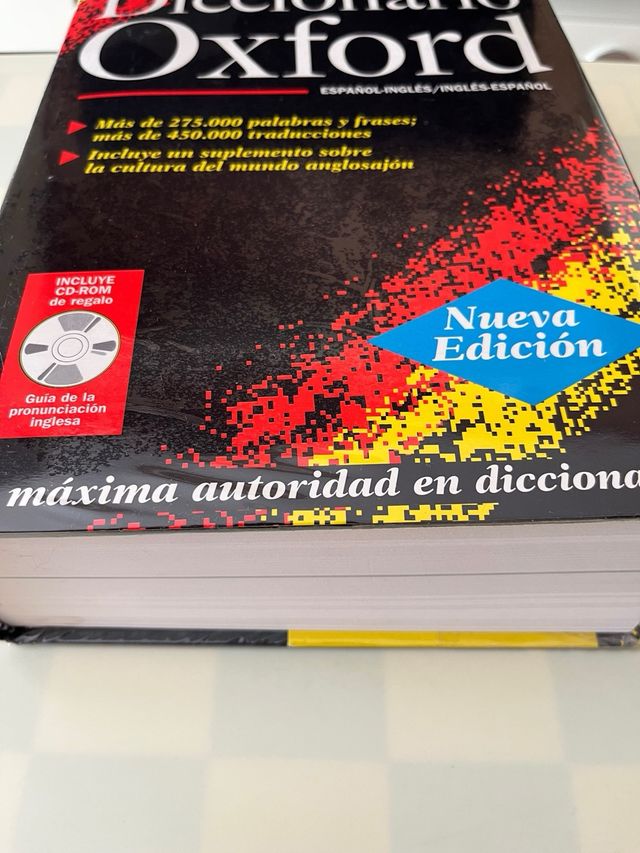 Diccionario
Oxford
ESPAÑOL-INGLÉS/INGLÉS-ESPAÑOL
Más de 275.000 palabras y frases;
más de 450.000 traducciones
Incluye un suplemento sobre
la cultura del mundo anglosajón
INCLUYE
CD-ROM
de regalo
Guía de la
pronunciación
inglesa
Nueva
Edición
máxima autoridad en dicciona